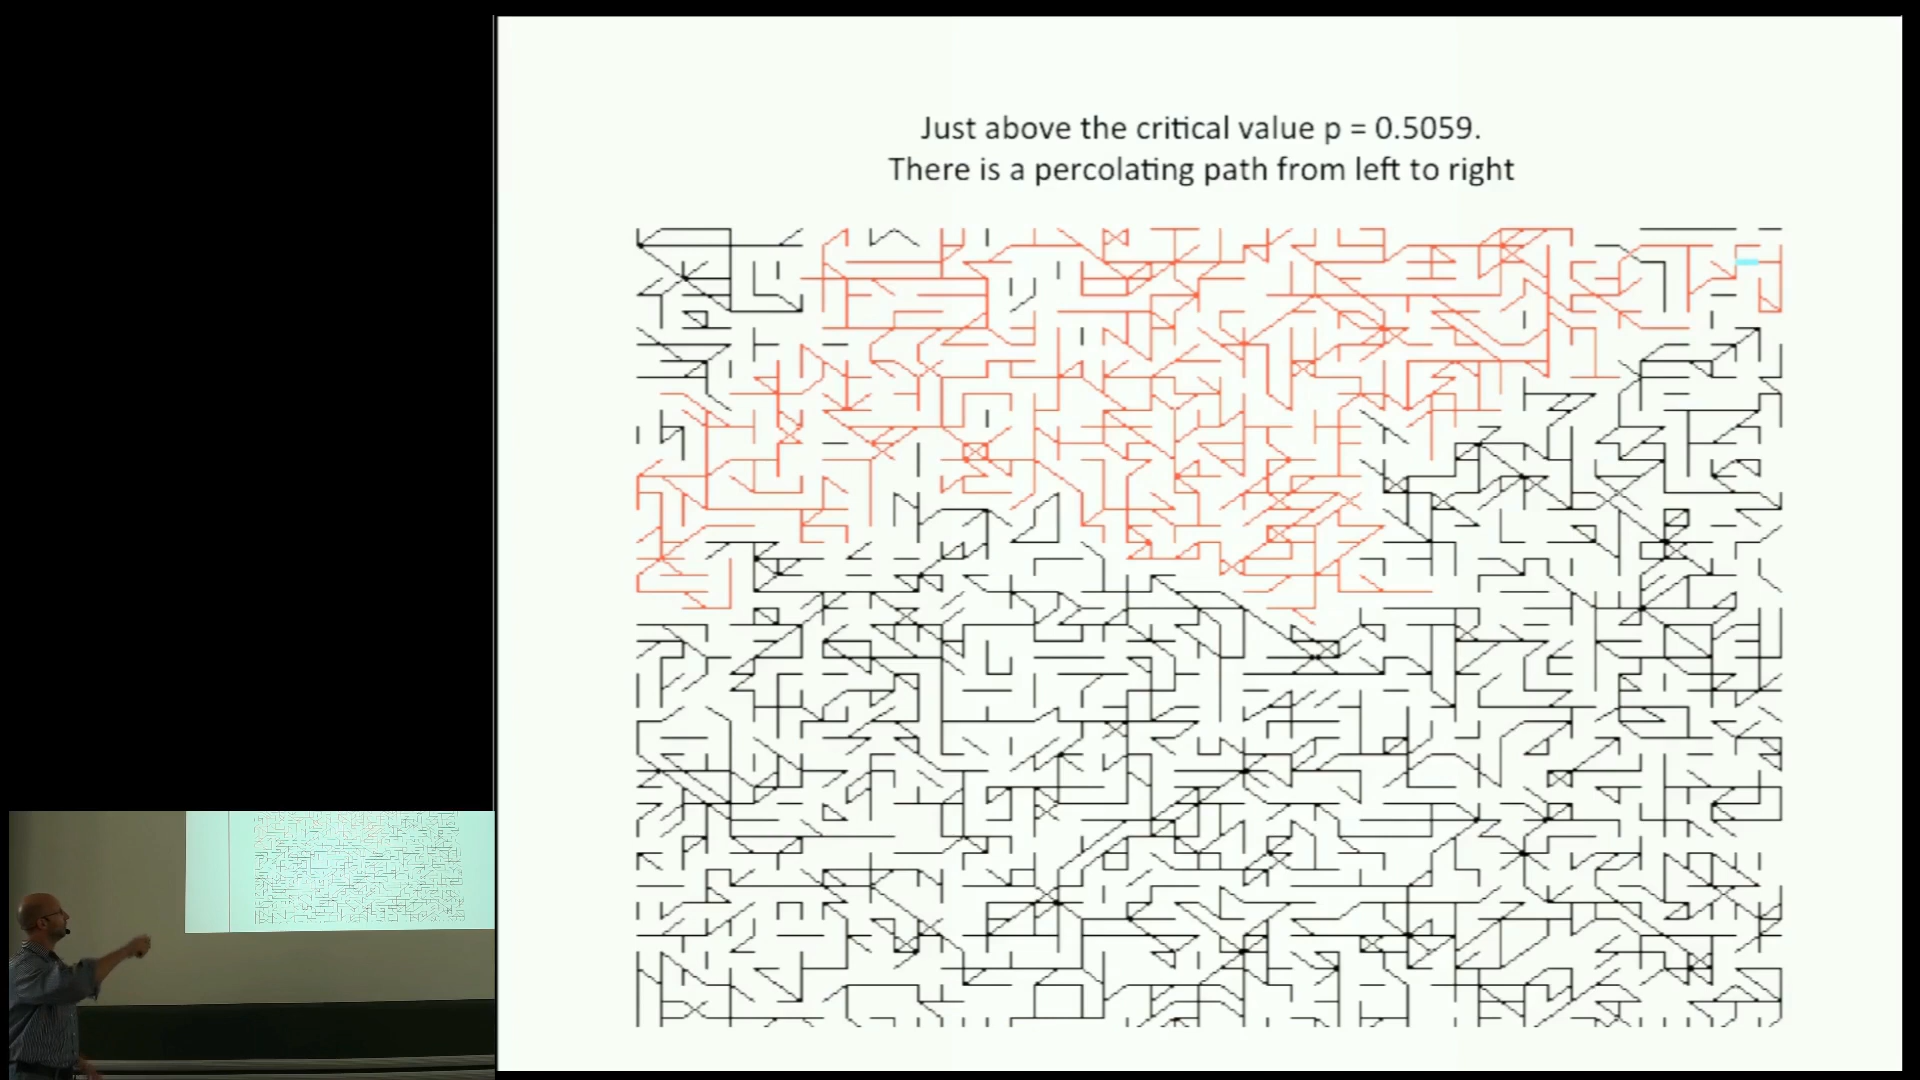 Just above the critical value p = 0.5059.
There is a percolating path from left to right